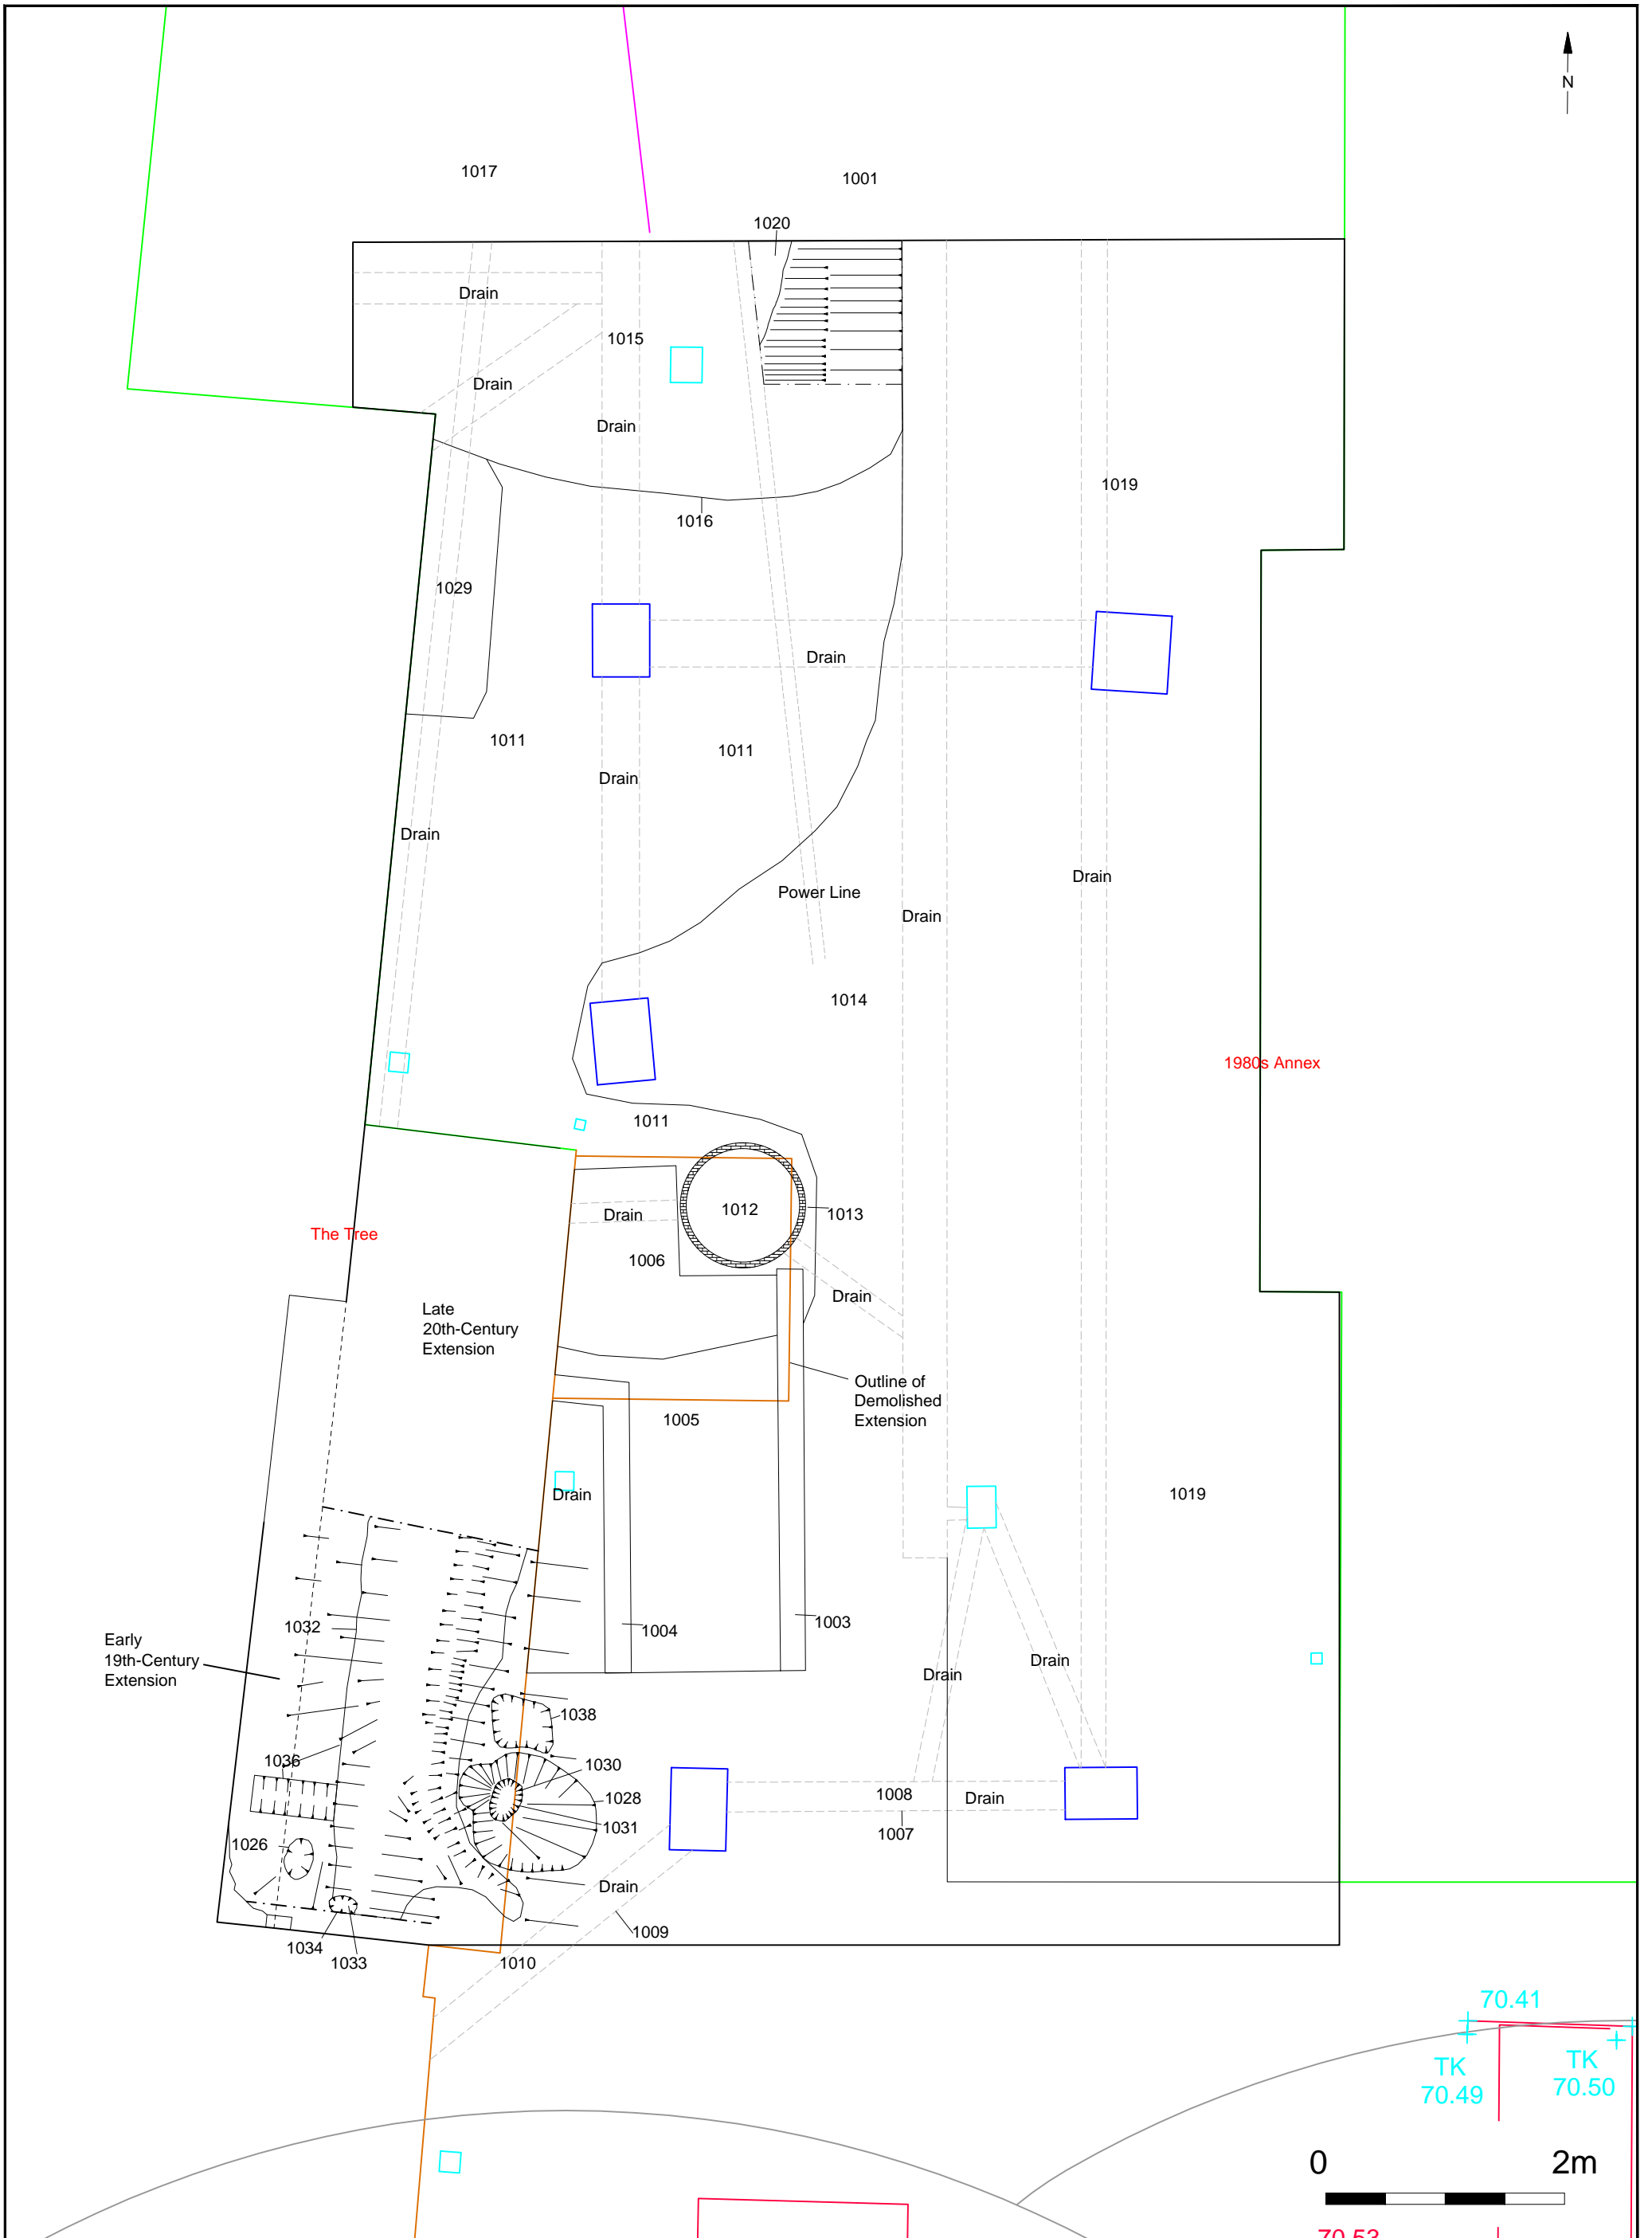 N
1017
1001
1020
Drain
1015
Drain
Drain
1019
1016
1029
Drain
1011
1011
Drain
Drain
Drain
Power Line
Drain
1014
1980s Annex
1011
1012
1013
Drain
The Tree
1006
Drain
Late
20th-Century
Extension
Outline of
Demolished
Extension
1005
Drain
1019
1003
1032
1004
Early
19th-Century
Extension
Drain
Drain
1038
1036
1030
1028
1008
Drain
1031
1007
1026
Drain
1009
1034
1033
1010
70.41
TK
70.49
TK
70.50
0
2m
70.53